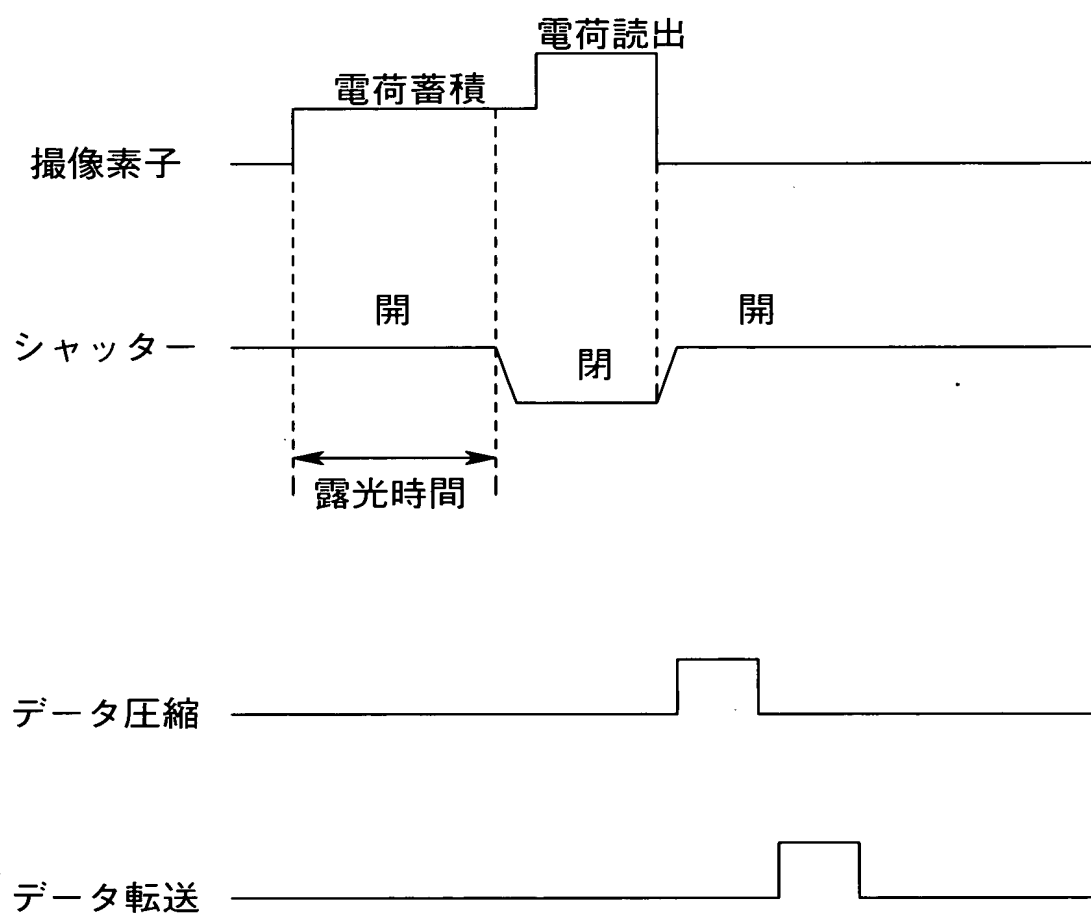 電荷読出
電荷蓄積
撮像素子
開
開
シャッター
閉
露光時間
データ圧縮
データ転送